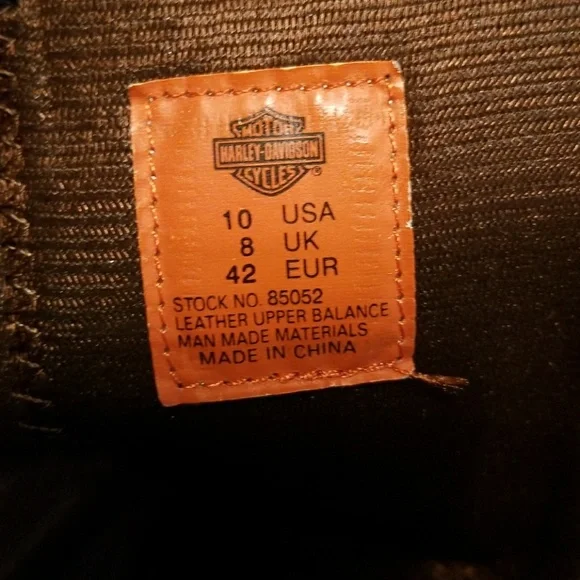 MOTOR
HARLEY-DAVIDSON
CYCLES
®
10 USA
8 UK
42 EUR
STOCK NO. 85052
LEATHER UPPER BALANCE
MAN MADE MATERIALS
MADE IN CHINA